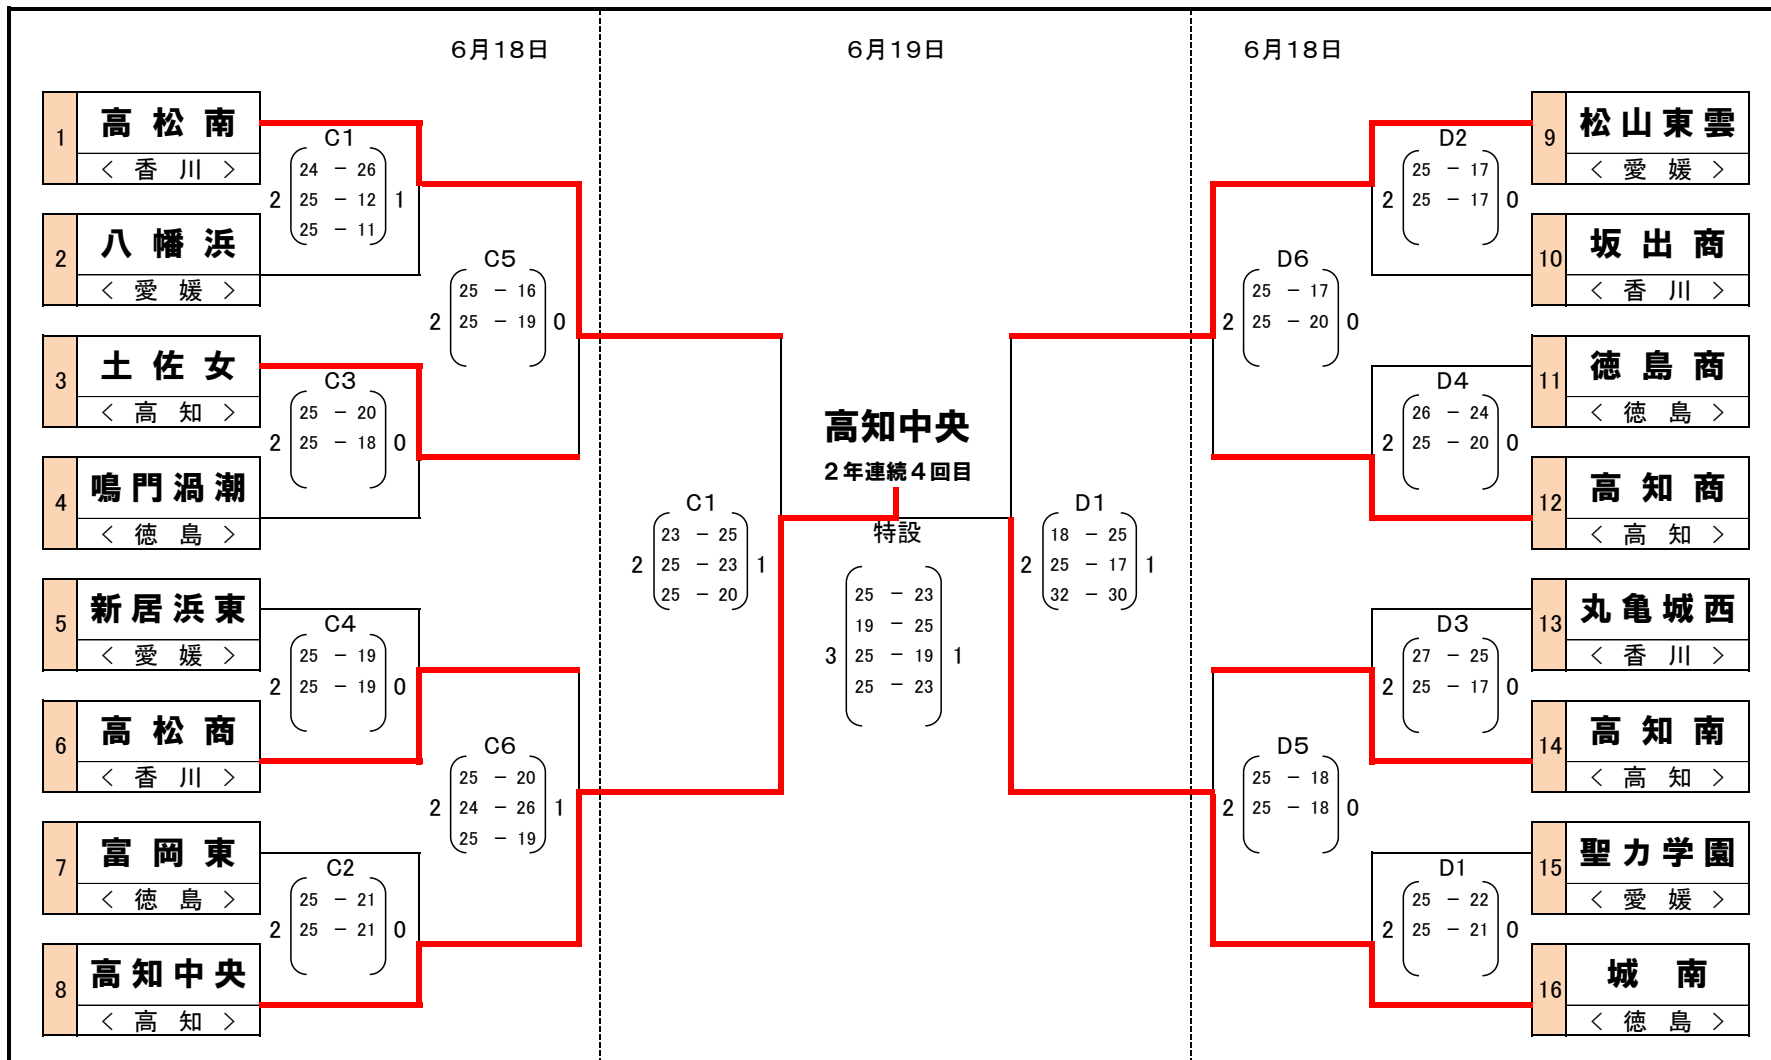 6月18日
6月19日
6月18日
1
高松南
＜ 香 川 ＞
2
八幡浜
＜ 愛 媛 ＞
3
土佐女
＜ 高 知 ＞
4
鳴門渦潮
＜ 徳 島 ＞
5
新居浜東
＜ 愛 媛 ＞
6
高松商
＜ 香 川 ＞
7
富岡東
＜ 徳 島 ＞
8
高知中央
＜ 高 知 ＞
C1
24 － 26
2 25 － 12 1
25 － 11
C3
25 － 20
2 25 － 18 0
C4
25 － 19
2 25 － 19 0
C2
25 － 21
2 25 － 21 0
C5
25 － 16
2 25 － 19 0
C6
25 － 20
2 24 － 26 1
25 － 19
C1
23 － 25
2 25 － 23 1
25 － 20
高知中央
２年連続４回目
特設
25 － 23
19 － 25
3 25 － 19 1
25 － 23
D1
18 － 25
2 25 － 17 1
32 － 30
D6
25 － 17
2 25 － 20 0
D5
25 － 18
2 25 － 18 0
D2
25 － 17
2 25 － 17 0
D4
26 － 24
2 25 － 20 0
D3
27 － 25
2 25 － 17 0
D1
25 － 22
2 25 － 21 0
9
松山東雲
＜ 愛 媛 ＞
10
坂出商
＜ 香 川 ＞
11
徳島商
＜ 徳 島 ＞
12
高知商
＜ 高 知 ＞
13
丸亀城西
＜ 香 川 ＞
14
高知南
＜ 高 知 ＞
15
聖カ学園
＜ 愛 媛 ＞
16
城南
＜ 徳 島 ＞